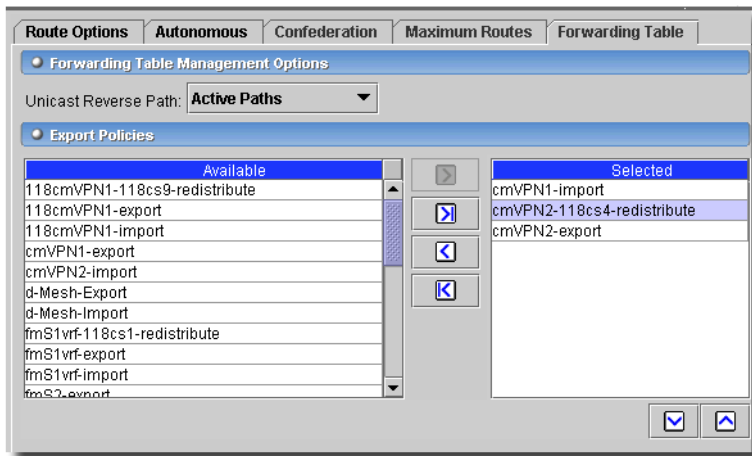 Route Options Autonomous Confederation Maximum Routes Forwarding Table
Forwarding Table Management Options
Unicast Reverse Path: Active Paths
Export Policies
Available
118cmVPN1-118cs9-redistribute
118cmVPN1-export
118cmVPN1-import
cmVPN1-export
cmVPN2-import
d-Mesh-Export
d-Mesh-Import
fmS1vrf-118cs1-redistribute
fmS1vrf-export
fmS1vrf-import
fmS2-export
Selected
cmVPN1-import
cmVPN2-118cs4-redistribute
cmVPN2-export